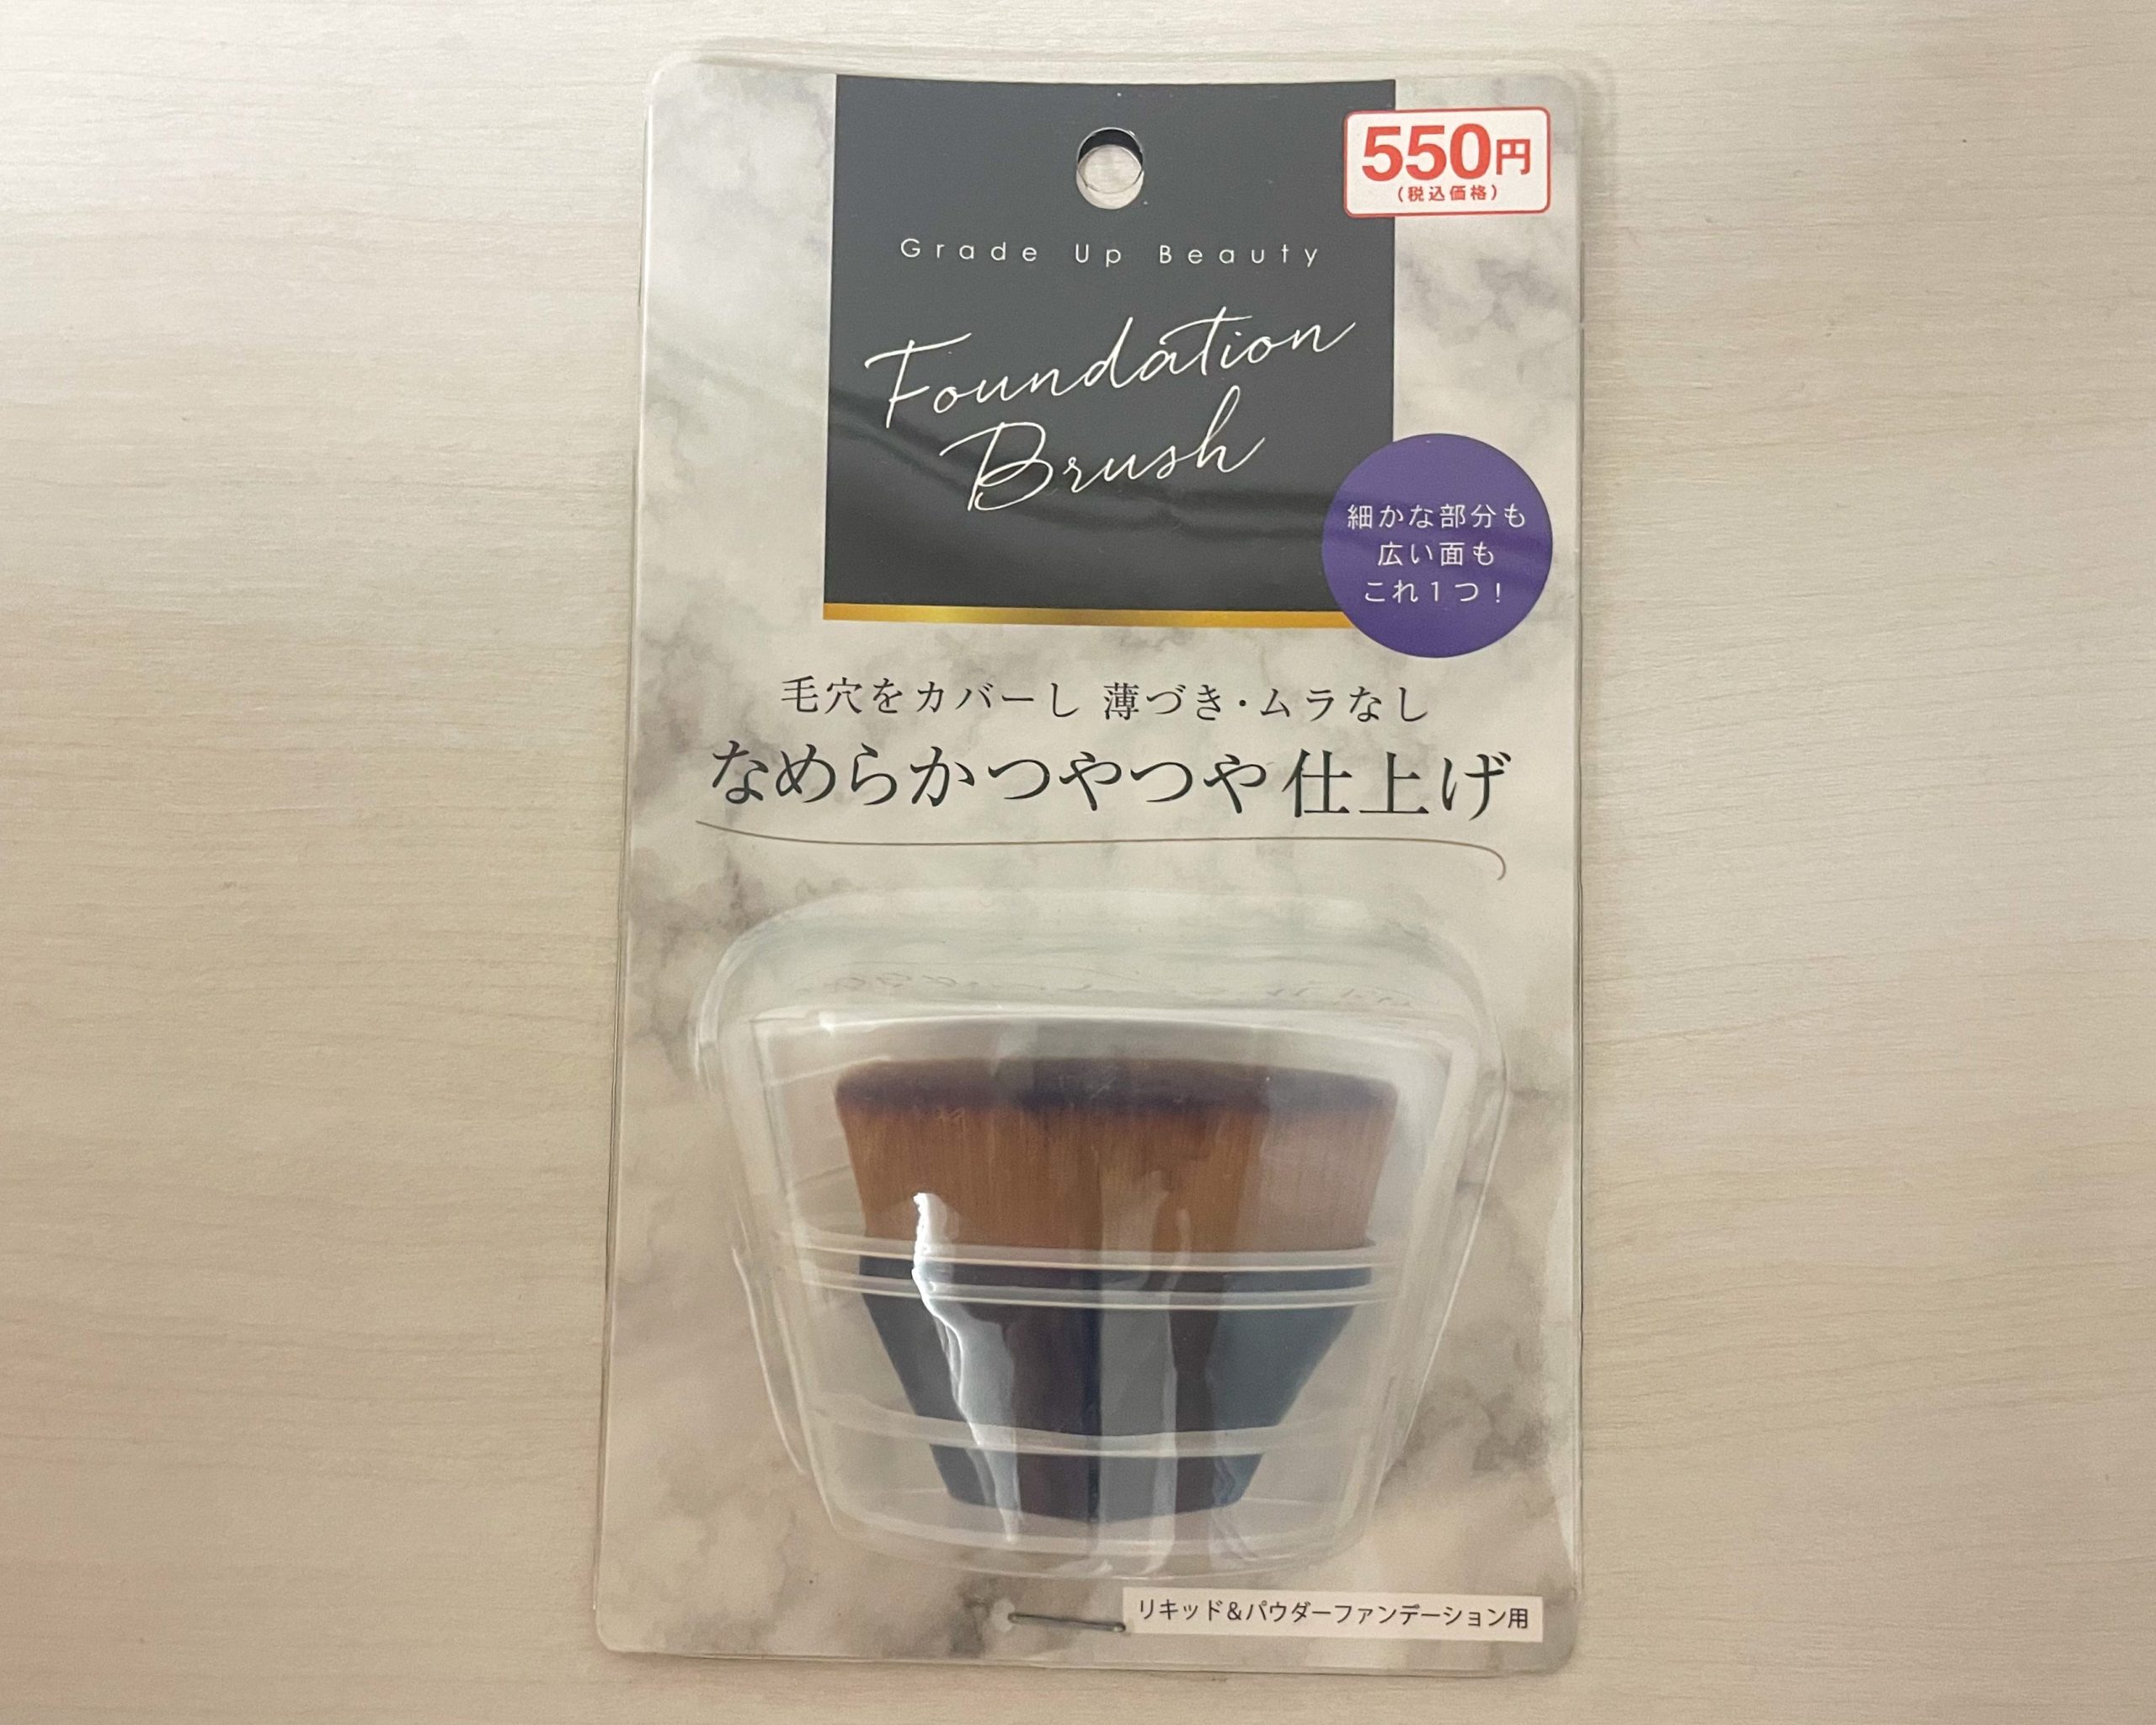 550円
(税込価格)
Grade Up Beauty
Foundation
Brush
細かな部分も
広い面も
これ1つ!
毛穴をカバーし 薄づき・ムラなし
なめらかつやつや仕上げ
リキッド&パウダーファンデーション用